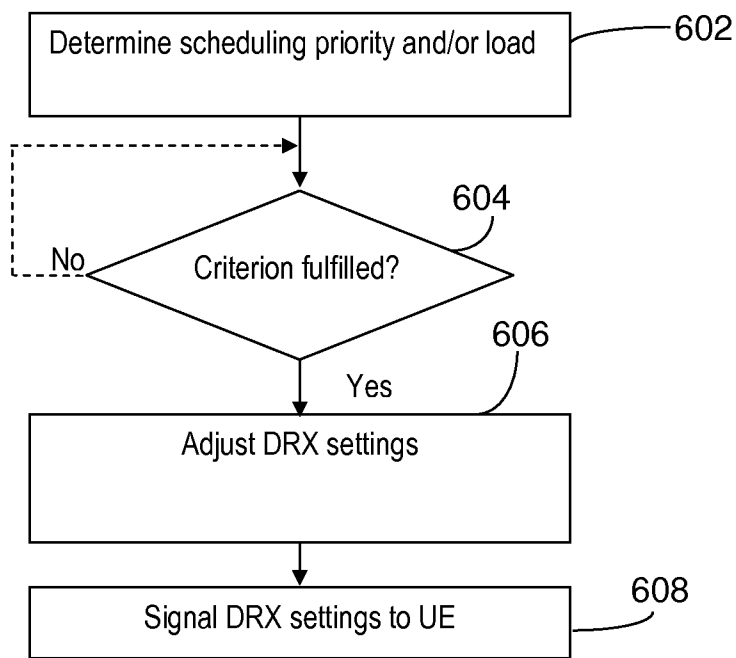 Determine scheduling priority and/or load
602
604
No
Criterion fulfilled?
606
Yes
Adjust DRX settings
608
Signal DRX settings to UE